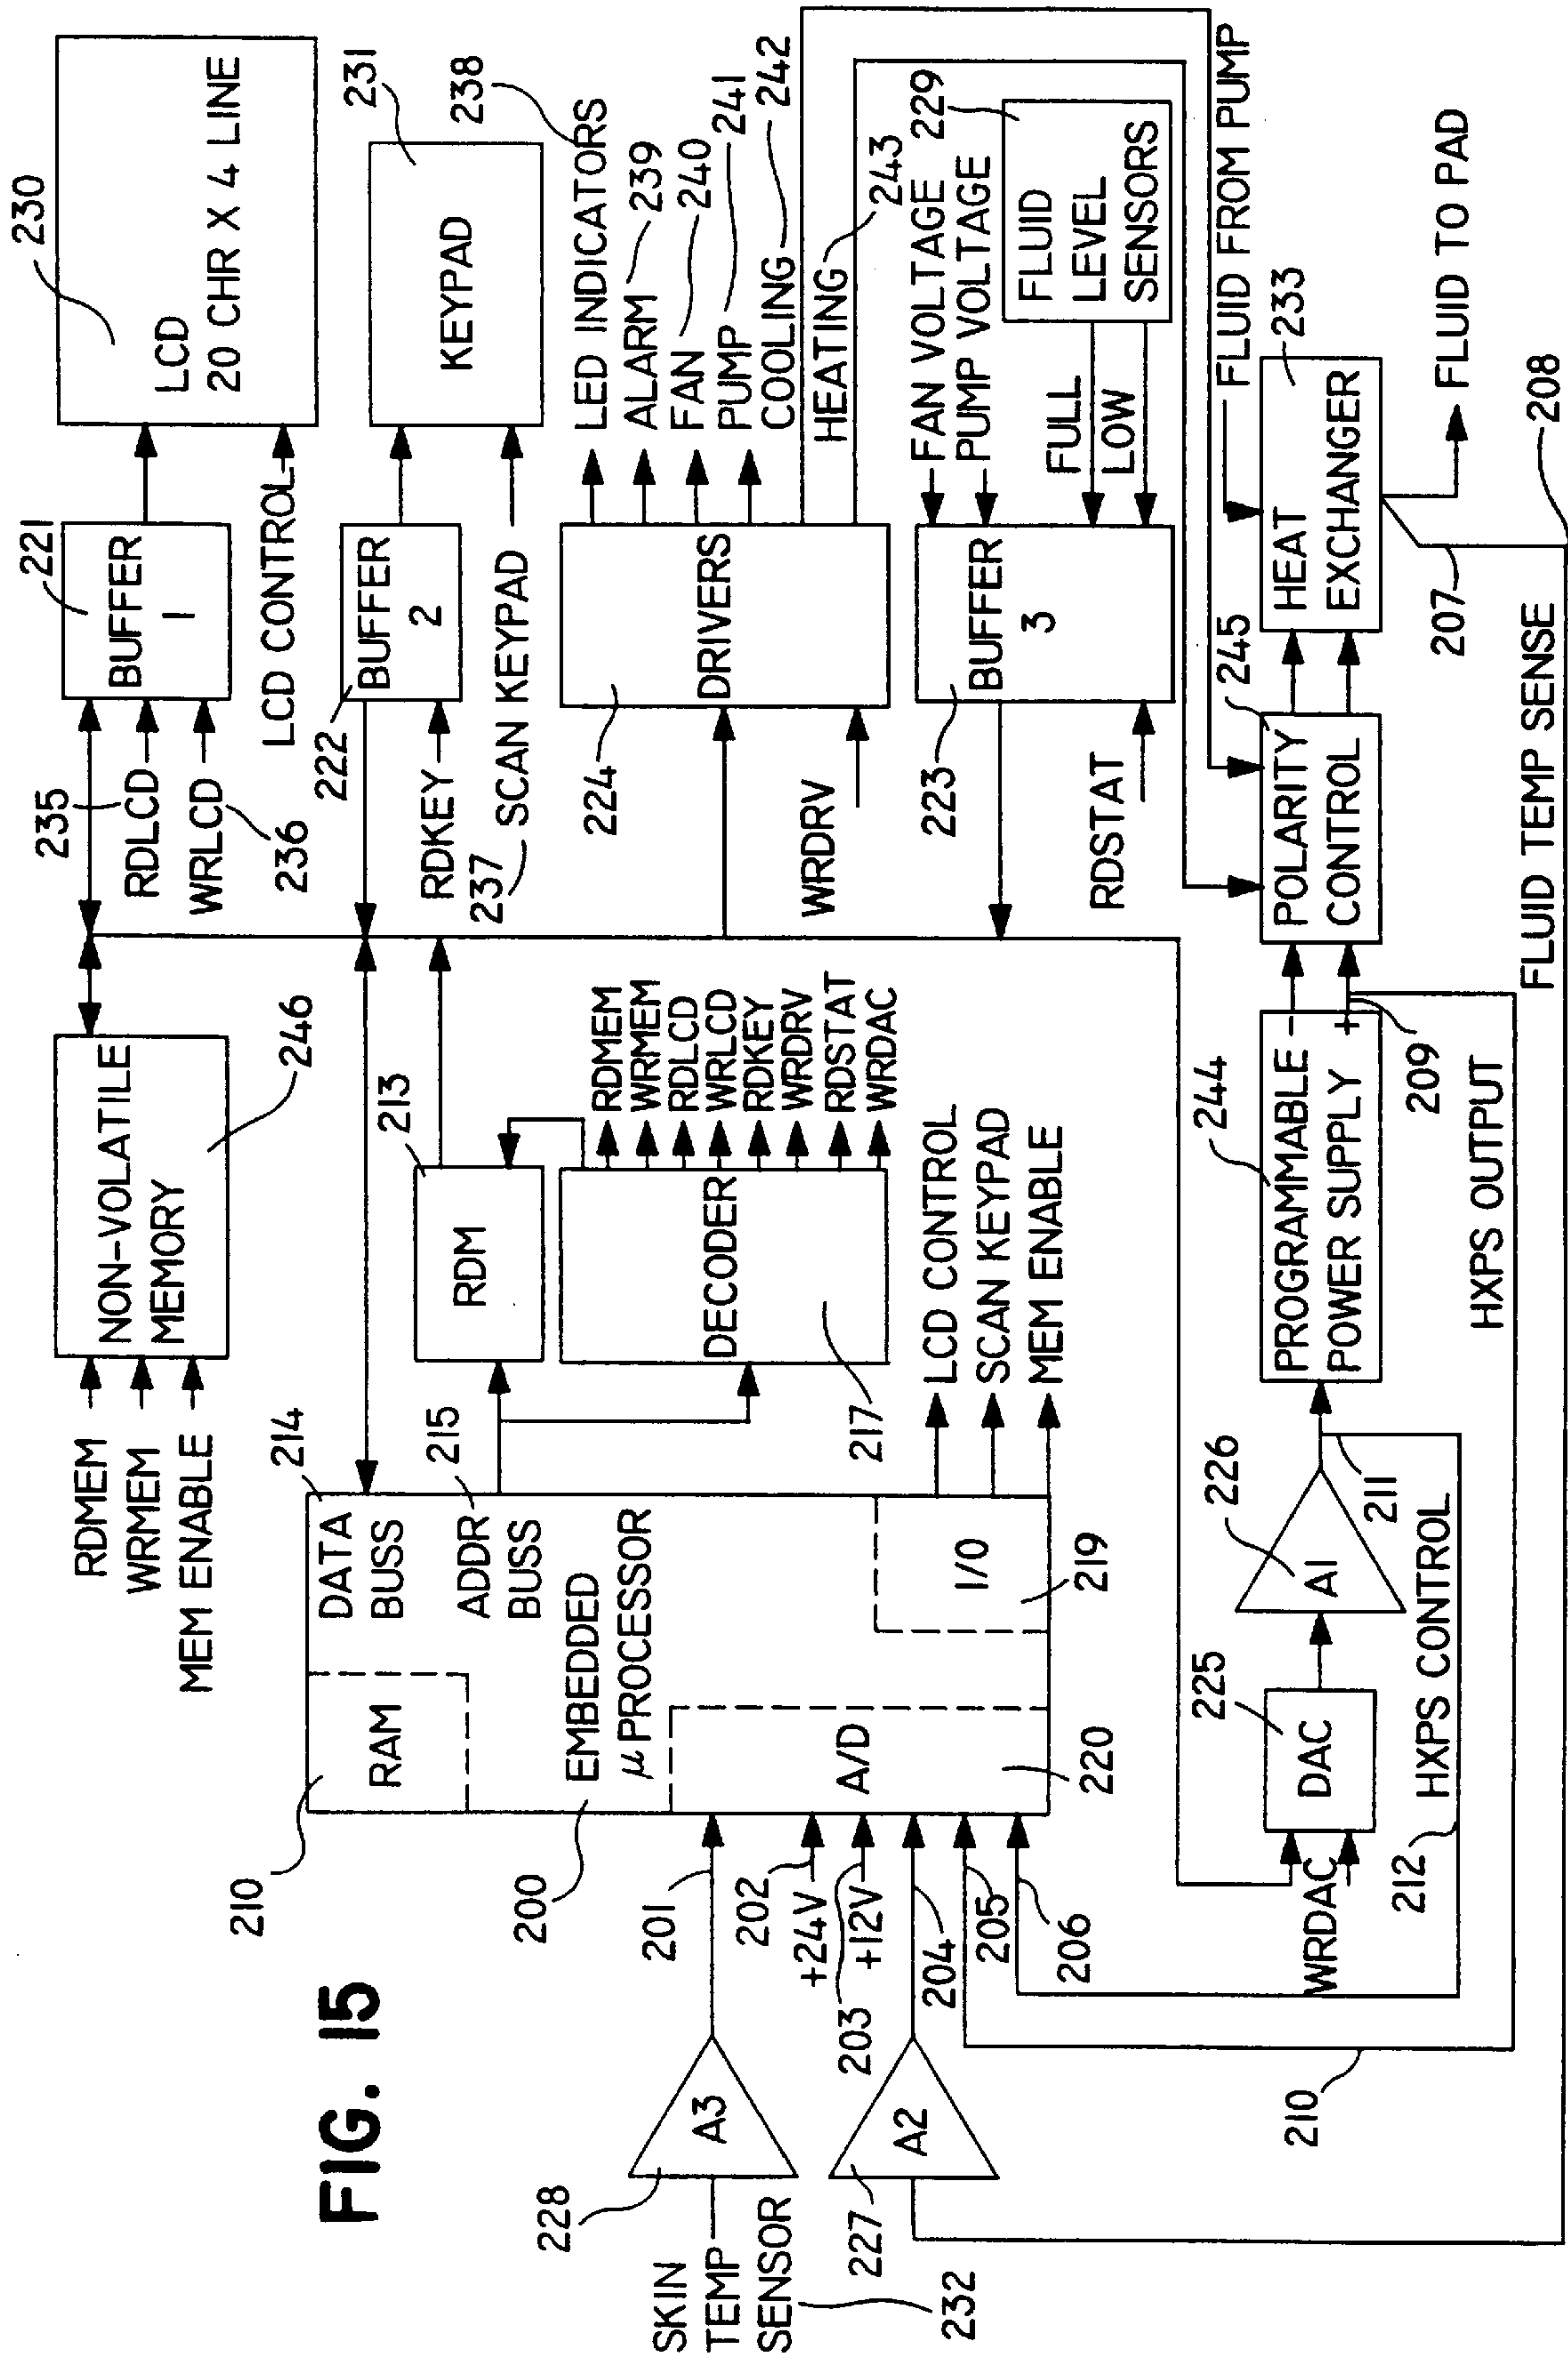 FIG. 15
RDMEM
WRMEM
MEM ENABLE
NON-VOLATILE
MEMORY
246
235
RDLCD
WRLCD
236
221
BUFFER
1
LCD CONTROL
230
LCD
20 CHR X 4 LINE
222
BUFFER
2
RDKEY
237
SCAN KEYPAD
231
KEYPAD
210
RAM
214
DATA
BUSS
215
ADDR
BUSS
200
EMBEDDED
μPROCESSOR
A/D
220
I/O
219
213
RDM
DECODER
217
RDMEM
WRMEM
RDLCD
WRLCD
RDKEY
WRDRV
RDSTAT
WRDAC
LCD CONTROL
SCAN KEYPAD
MEM ENABLE
224
DRIVERS
WRDRV
238
LED INDICATORS
ALARM
239
FAN
240
PUMP
241
COOLING
242
HEATING
243
223
BUFFER
3
RDSTAT
FAN VOLTAGE
PUMP VOLTAGE
FULL
LOW
229
FLUID
LEVEL
SENSORS
SKIN
TEMP
SENSOR
232
228
A3
201
202
+24V
203
+12V
227
A2
204
205
206
210
WRDAC
212
225
DAC
226
A1
211
HXPS CONTROL
244
PROGRAMMABLE
POWER SUPPLY
-
+
209
HXPS OUTPUT
245
POLARITY
CONTROL
FLUID FROM PUMP
233
HEAT
EXCHANGER
207
FLUID TO PAD
208
FLUID TEMP SENSE